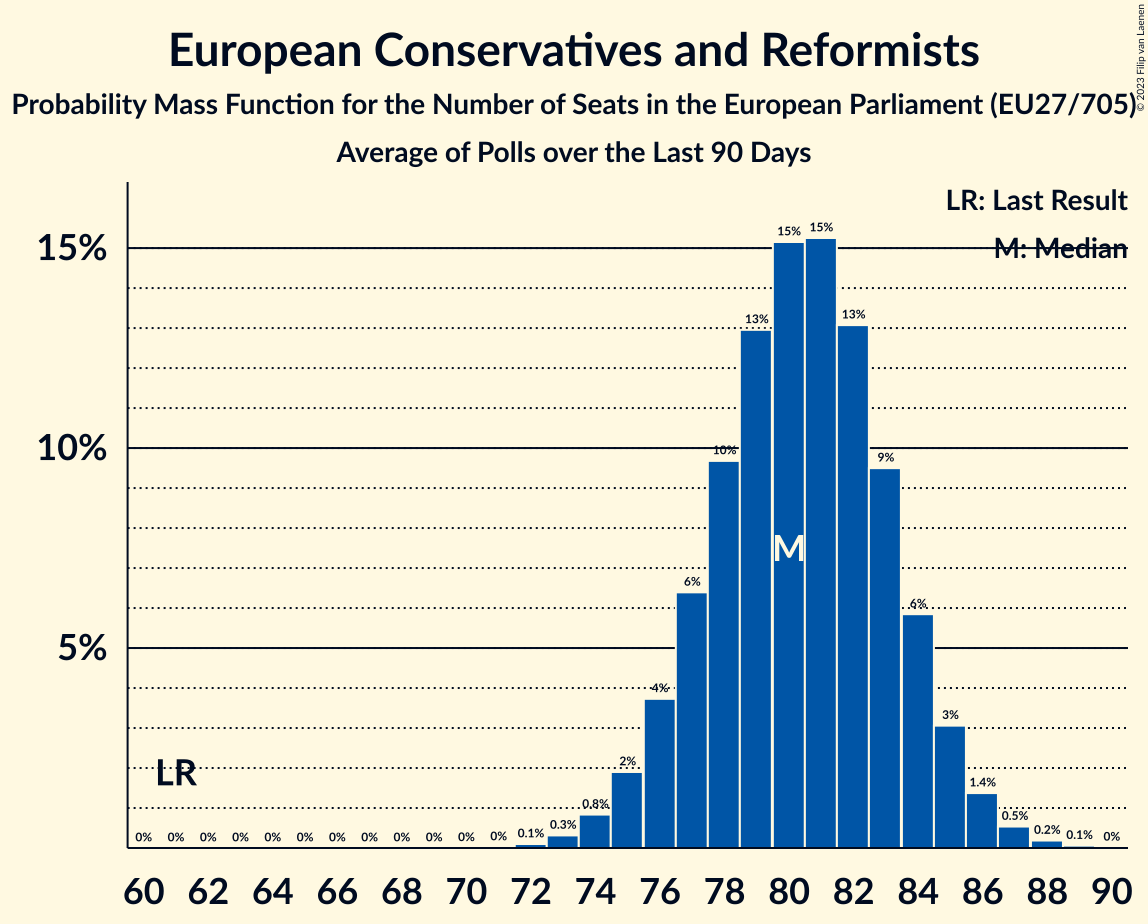 European Conservatives and Reformists
Probability Mass Function for the Number of Seats in the European Parliament (EU27/705)
Average of Polls over the Last 90 Days
© 2023 Filip van Laenen
LR: Last Result
M: Median
15%
10%
5%
0% 0% 0% 0% 0% 0% 0% 0% 0% 0% 0% 0% 0.1% 0.3% 0.8% 2% 4% 6% 10% 13% 15% 15% 13% 9% 6% 3% 1.4% 0.5% 0.2% 0.1% 0%
M
LR
60 62 64 66 68 70 72 74 76 78 80 82 84 86 88 90